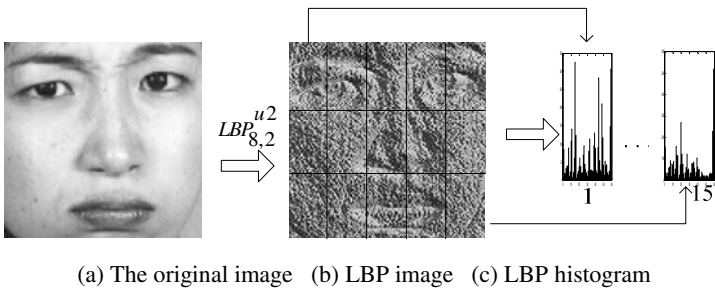 LBP u2 8,2
. . .
1 15
(a) The original image (b) LBP image (c) LBP histogram